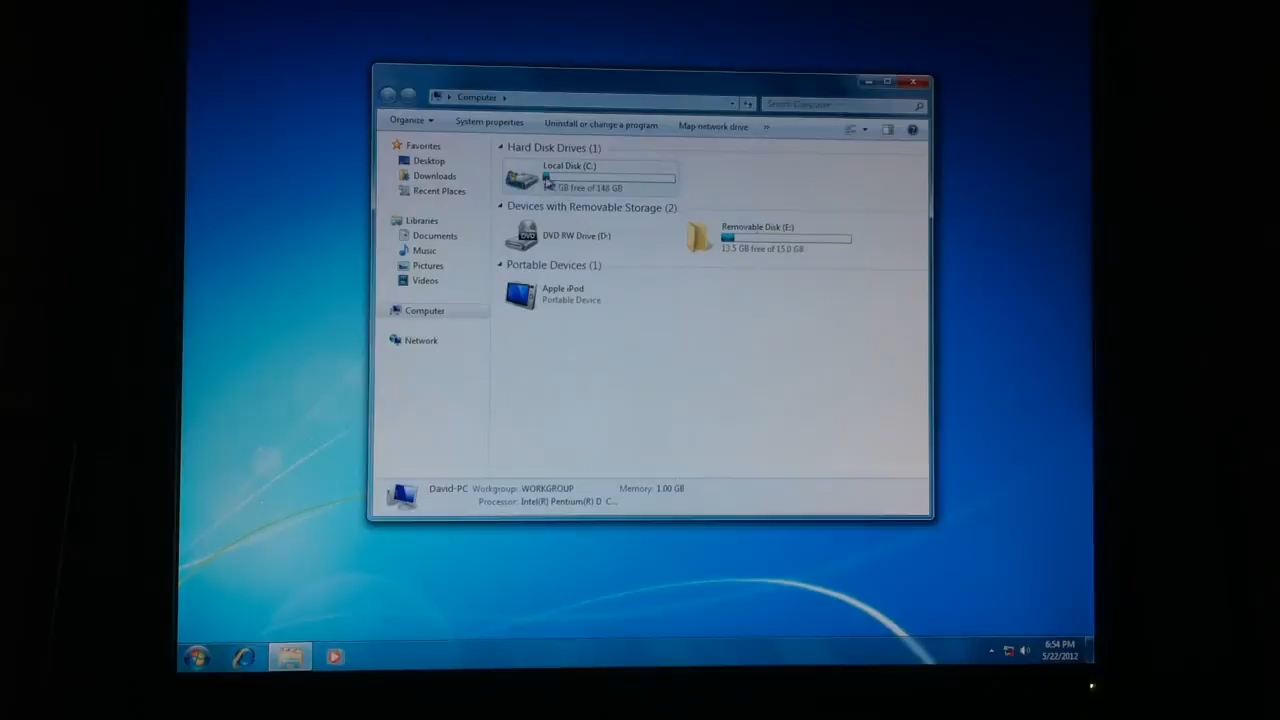 Computer
Search Computer
Organize System properties Uninstall or change a program Map network drive »
Favorites
Desktop
Downloads
Recent Places
Libraries
Documents
Music
Pictures
Videos
Computer
Network
Hard Disk Drives (1)
Local Disk (C:)
GB free of 148 GB
Devices with Removable Storage (2)
DVD RW Drive (D:)
Removable Disk (E:)
13.5 GB free of 15.0 GB
Portable Devices (1)
Apple iPod
Portable Device
David-PC Workgroup: WORKGROUP Memory: 1.00 GB
Processor: Intel(R) Pentium(R) D C...
6:54 PM
5/22/2012